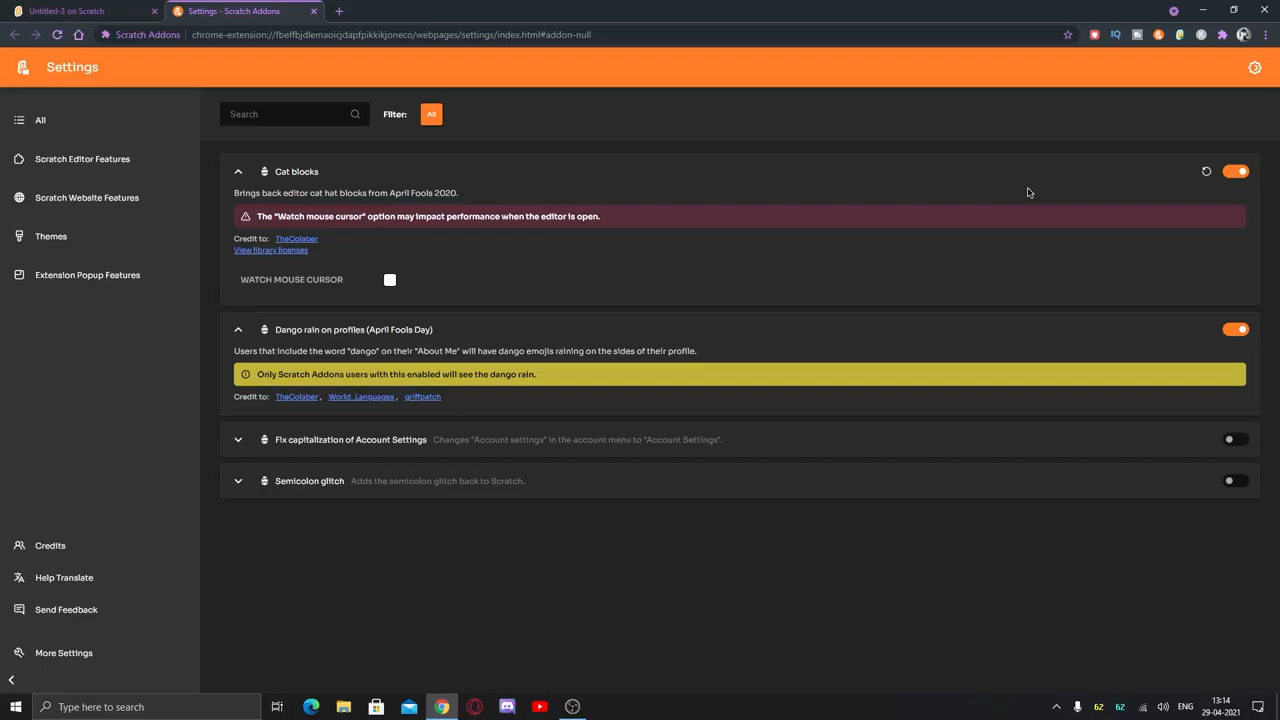 Untitled-3 on Scratch
Settings - Scratch Addons
Scratch Addons
chrome-extension://fbeffbjdlemaoicjdapfpikkikjoneco/webpages/settings/index.html#addon-null
Settings
All
Scratch Editor Features
Scratch Website Features
Themes
Extension Popup Features
Credits
Help Translate
Send Feedback
More Settings
Search
Filter:
All
Cat blocks
Brings back editor cat hat blocks from April Fools 2020.
The "Watch mouse cursor" option may impact performance when the editor is open.
Credit to: TheColaber
View library licenses
WATCH MOUSE CURSOR
Dango rain on profiles (April Fools Day)
Users that include the word "dango" on their "About Me" will have dango emojis raining on the sides of their profile.
Only Scratch Addons users with this enabled will see the dango rain.
Credit to: TheColaber, World_Languages, griffpatch
Fix capitalization of Account Settings Changes "Account settings" in the account menu to "Account Settings".
Semicolon glitch Adds the semicolon glitch back to Scratch.
Type here to search
62
62
ENG
13:14
29-04-2021